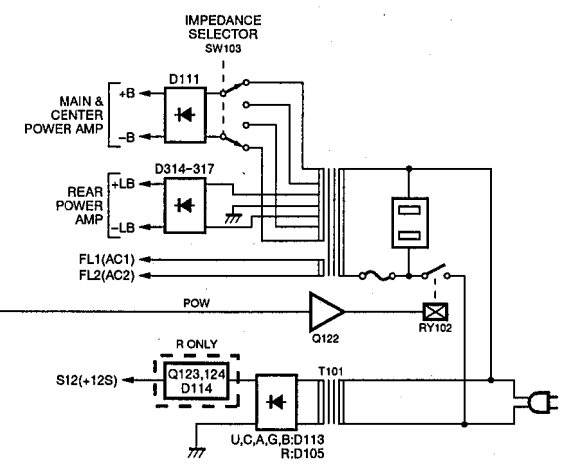 IMPEDANCE
SELECTOR
SW103
D111
+B
MAIN &
CENTER
POWER AMP
−B
D314−317
+LB
REAR
POWER
AMP
−LB
FL1(AC1)
FL2(AC2)
POW
Q122
RY102
R ONLY
S12(+12S)
Q123,124
D114
T101
U,C,A,G,B:D113
R:D105